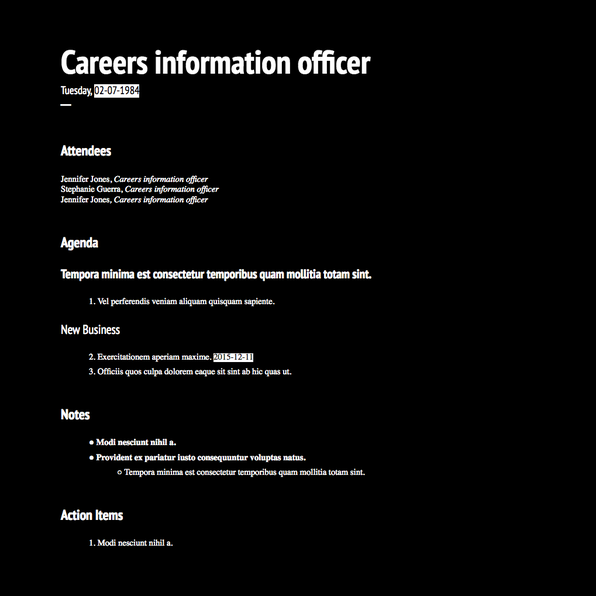 Careers information officer
Tuesday, 02-07-1984
Attendees
Jennifer Jones, Careers information officer
Stephanie Guerra, Careers information officer
Jennifer Jones, Careers information officer
Agenda
Tempora minima est consectetur temporibus quam mollitia totam sint.
1. Vel perferendis veniam aliquam quisquam sapiente.
New Business
2. Exercitationem aperiam maxime. 2015-12-11
3. Officiis quos culpa dolorem eaque sit sint ab hic quas ut.
Notes
● Modi nesciunt nihil a.
● Provident ex pariatur iusto consequuntur voluptas natus.
○ Tempora minima est consectetur temporibus quam mollitia totam sint.
Action Items
1. Modi nesciunt nihil a.